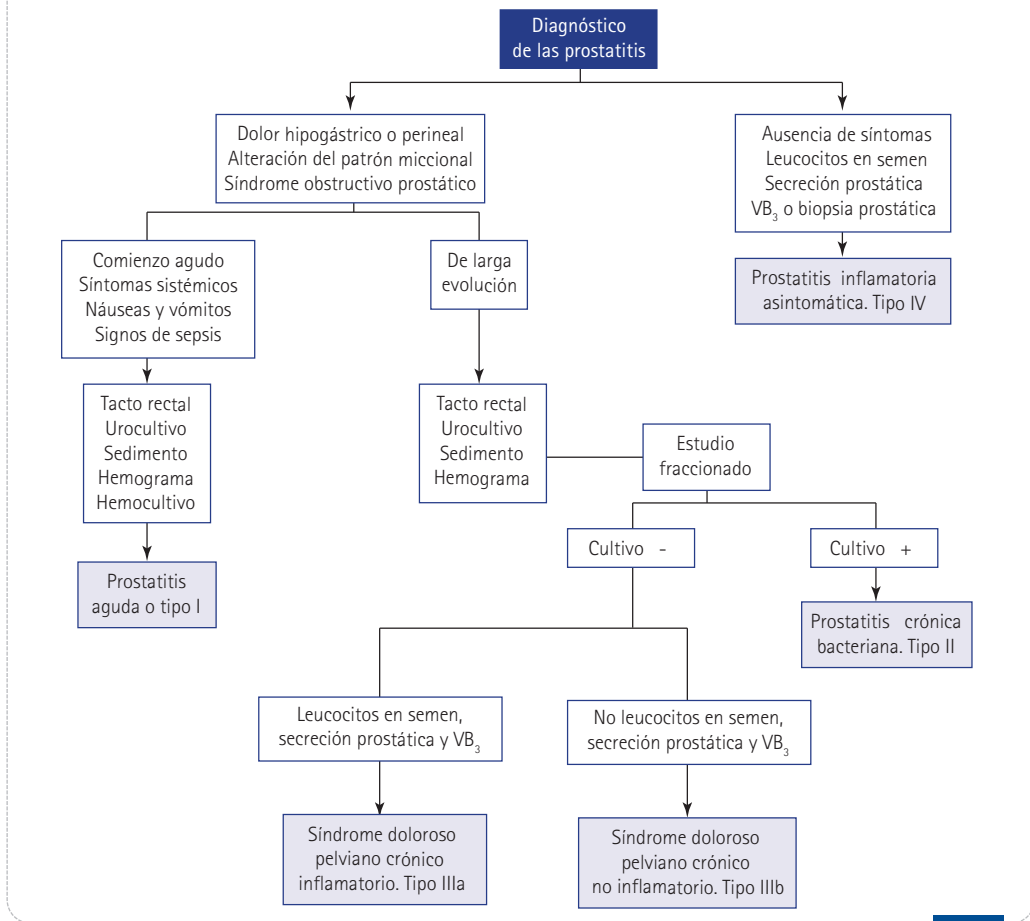 Diagnóstico
de las prostatitis
Dolor hipogástrico o perineal
Alteración del patrón miccional
Síndrome obstructivo prostático
Ausencia de síntomas
Leucocitos en semen
Secreción prostática
VB₃ o biopsia prostática
Comienzo agudo
Síntomas sistémicos
Náuseas y vómitos
Signos de sepsis
De larga
evolución
Prostatitis inflamatoria
asintomática. Tipo IV
Tacto rectal
Urocultivo
Sedimento
Hemograma
Hemocultivo
Tacto rectal
Urocultivo
Sedimento
Hemograma
Estudio
fraccionado
Cultivo -
Cultivo +
Prostatitis
aguda o tipo I
Prostatitis crónica
bacteriana. Tipo II
Leucocitos en semen,
secreción prostática y VB₃
No leucocitos en semen,
secreción prostática y VB₃
Síndrome doloroso
pelviano crónico
inflamatorio. Tipo IIIa
Síndrome doloroso
pelviano crónico
no inflamatorio. Tipo IIIb